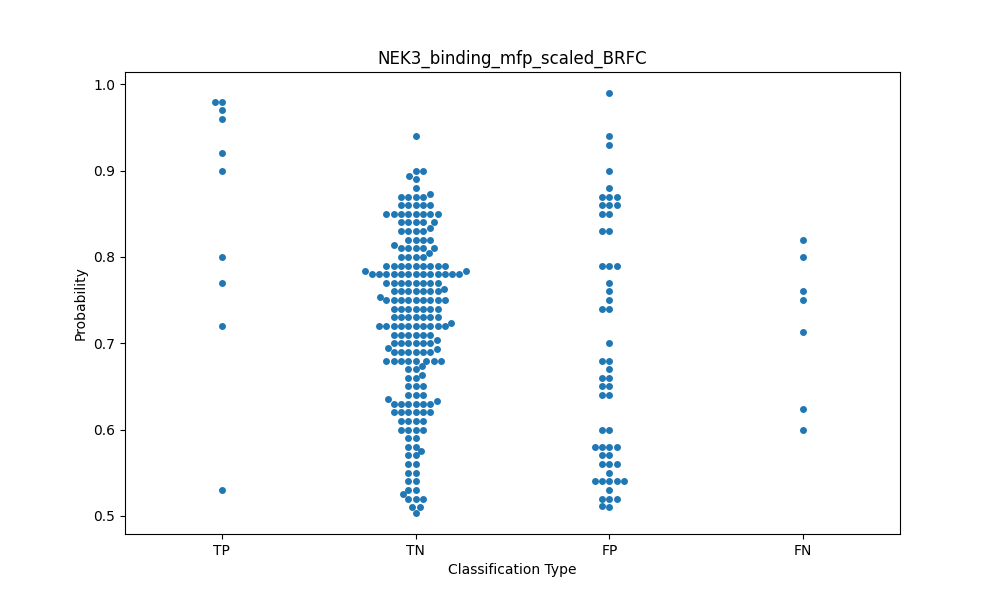 NEK3_binding_mfp_scaled_BRFC
1.0
0.9
0.8
0.7
0.6
0.5
Probability
TP TN FP FN
Classification Type